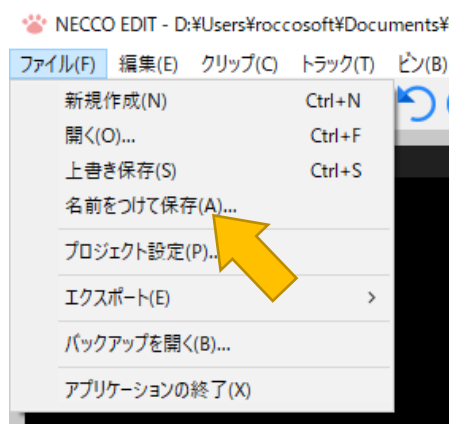 NECCO EDIT - D:¥Users¥roccosoft¥Documents¥
ファイル(F) 編集(E) クリップ(C) トラック(T) ビン(B)
新規作成(N) Ctrl+N
開く(O)... Ctrl+F
上書き保存(S) Ctrl+S
名前をつけて保存(A)...
プロジェクト設定(P)...
エクスポート(E) >
バックアップを開く(B)...
アプリケーションの終了(X)